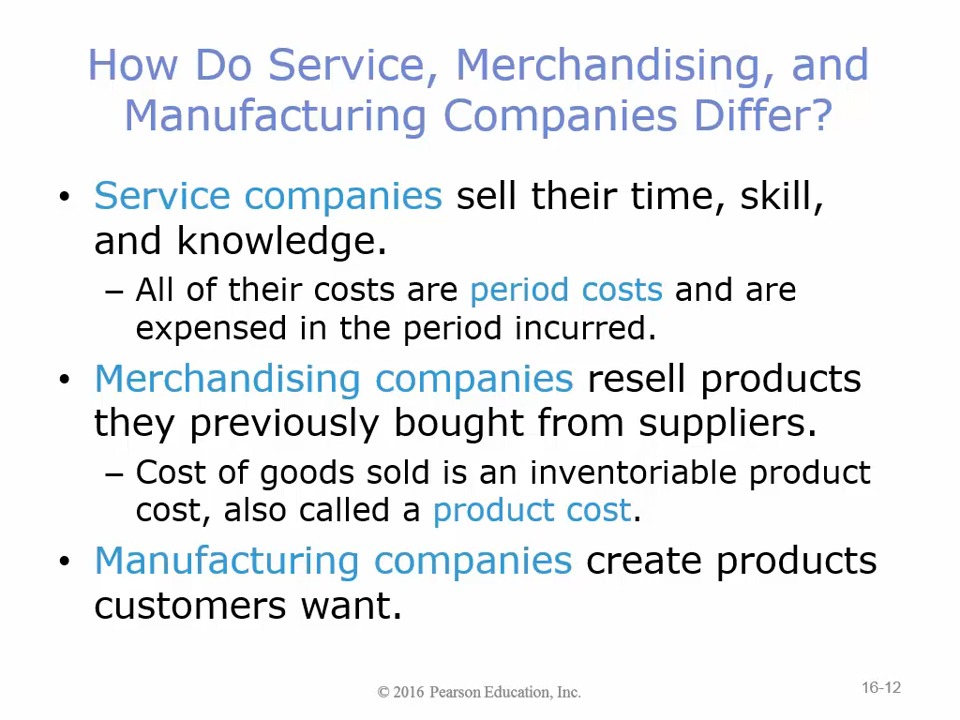 How Do Service, Merchandising, and
Manufacturing Companies Differ?
• Service companies sell their time, skill,
and knowledge.
– All of their costs are period costs and are
expensed in the period incurred.
• Merchandising companies resell products
they previously bought from suppliers.
– Cost of goods sold is an inventoriable product
cost, also called a product cost.
• Manufacturing companies create products
customers want.
© 2016 Pearson Education, Inc.
16-12